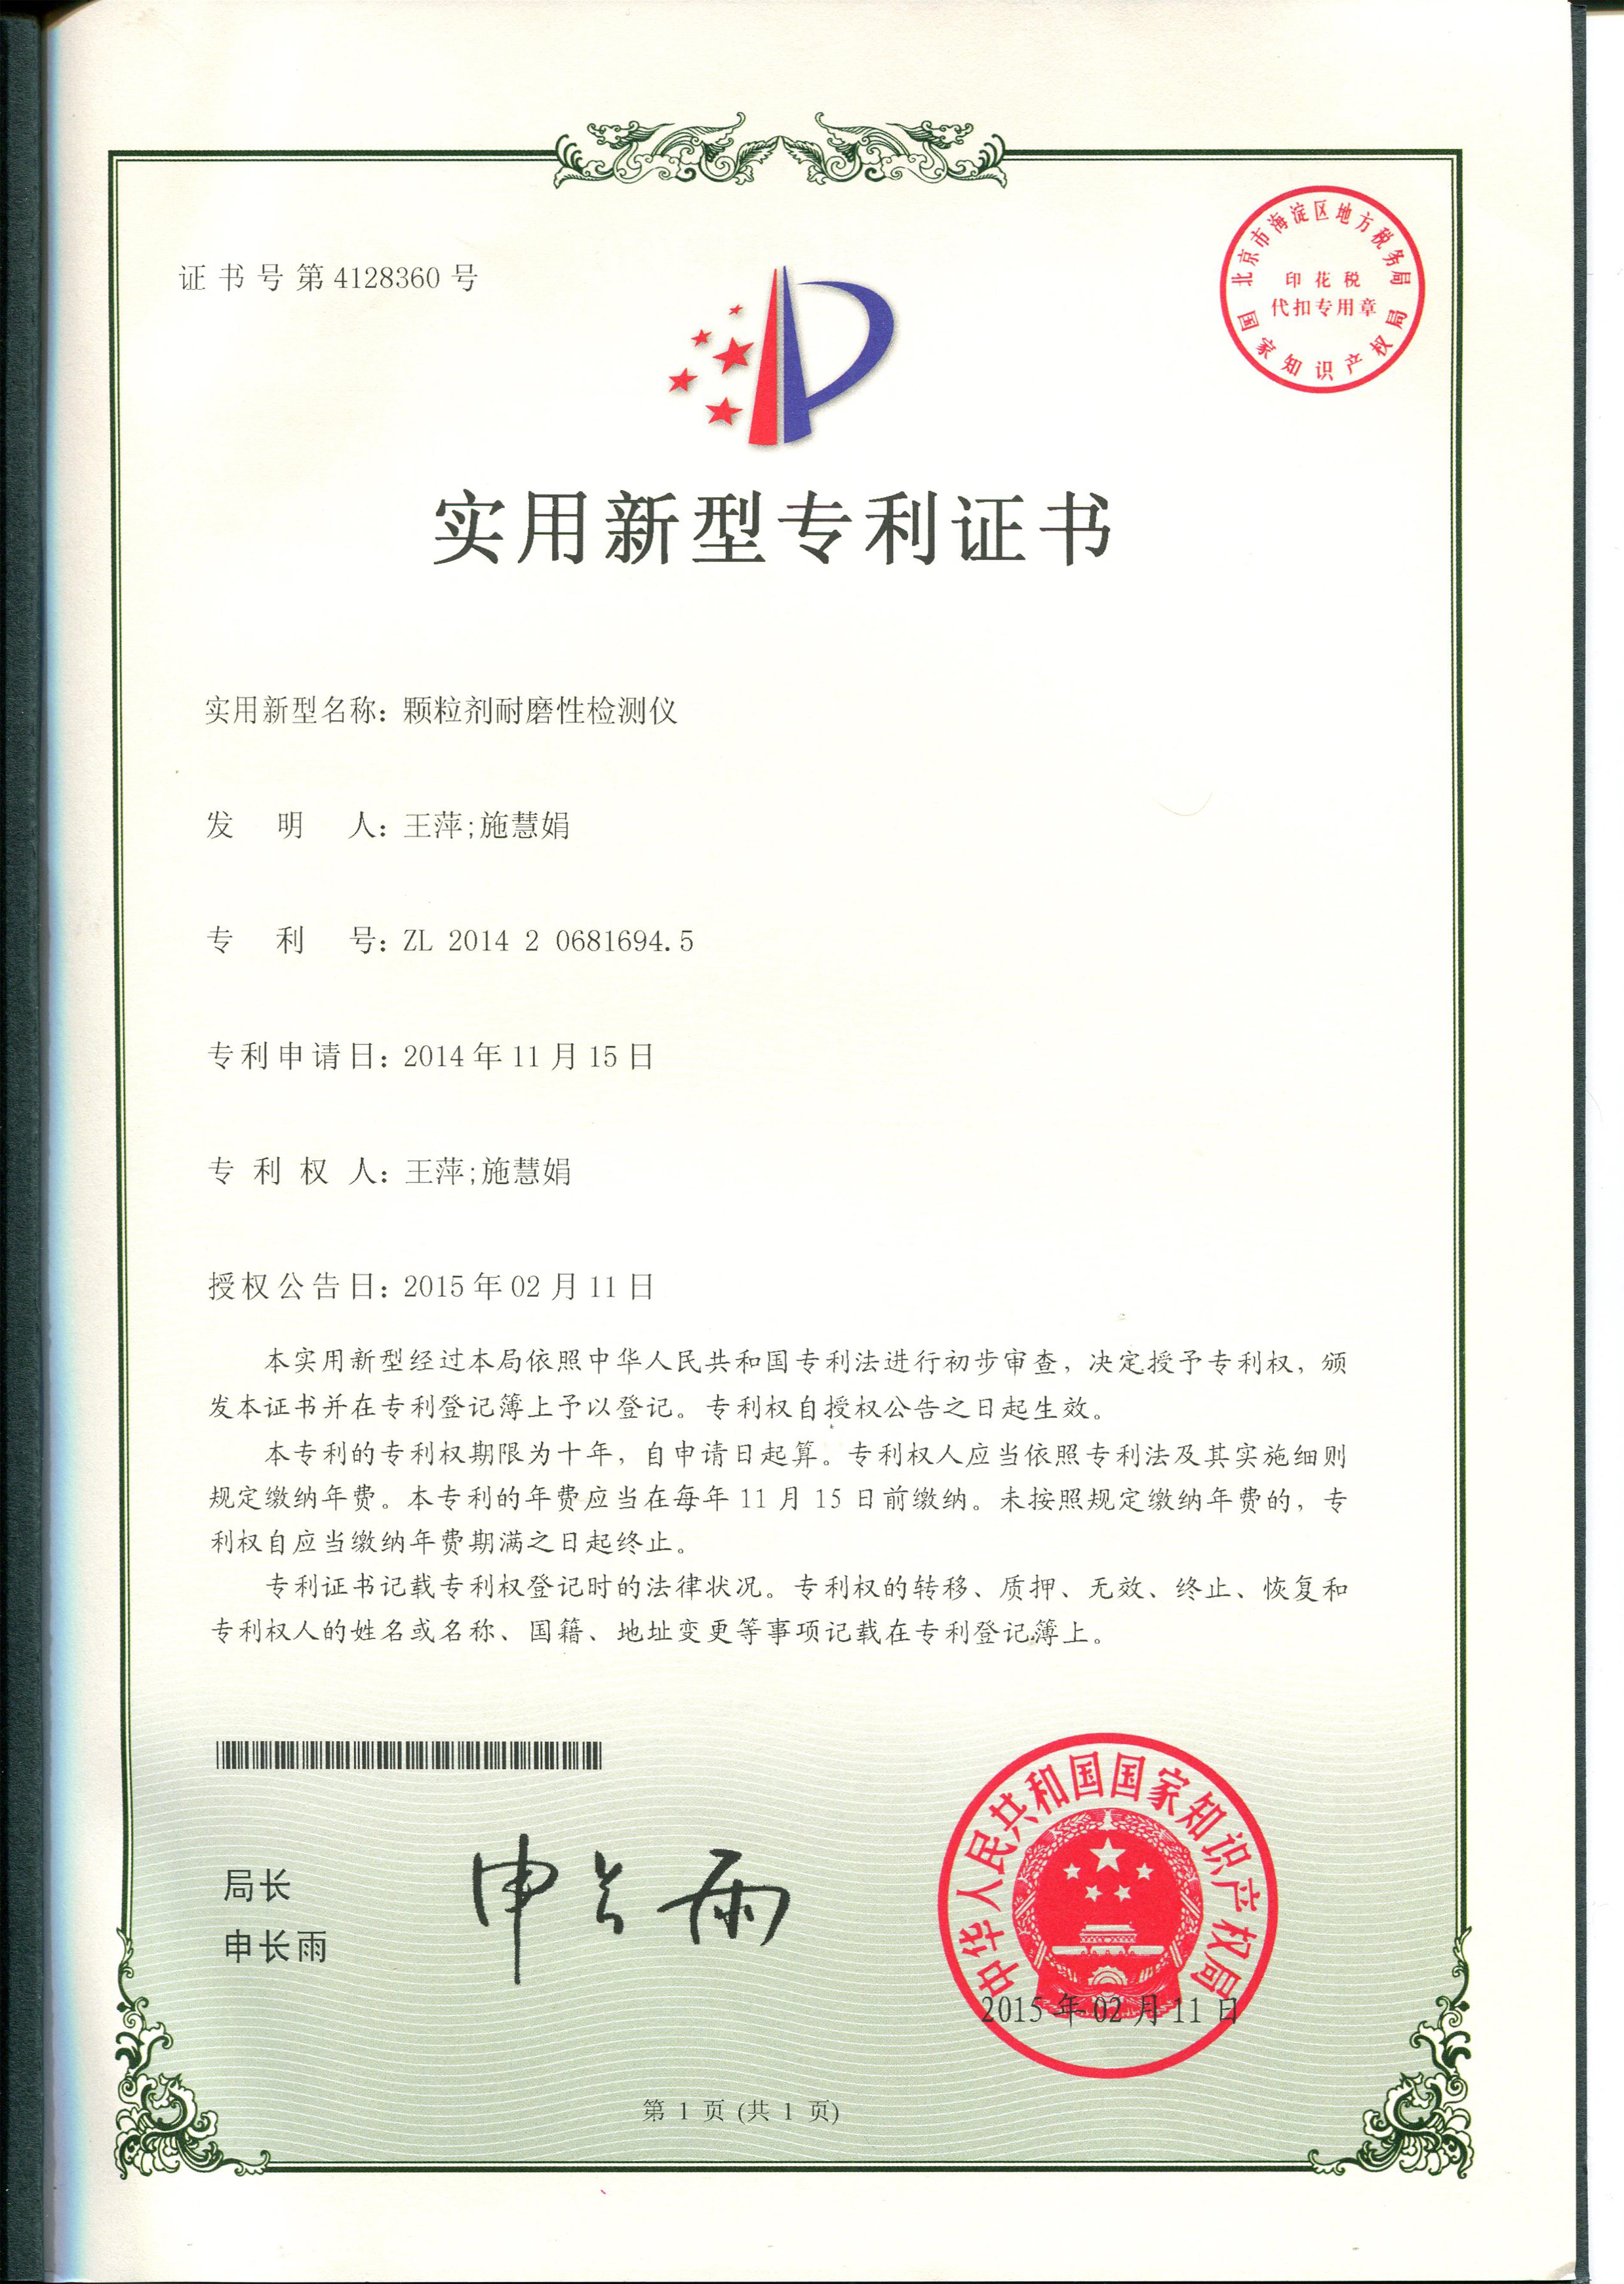 证书号第4128360号
北京市海淀区地方税务局
印花税
代扣专用章
国家知识产权局
实用新型专利证书
实用新型名称：颗粒剂耐磨性检测仪
发明人：王萍;施慧娟
专利号：ZL 2014 2 0681694.5
专利申请日：2014年11月15日
专利权人：王萍;施慧娟
授权公告日：2015年02月11日
本实用新型经过本局依照中华人民共和国专利法进行初步审查，决定授予专利权，颁
发本证书并在专利登记簿上予以登记。专利权自授权公告之日起生效。
本专利的专利权期限为十年，自申请日起算。专利权人应当依照专利法及其实施细则
规定缴纳年费。本专利的年费应当在每年11月15日前缴纳。未按照规定缴纳年费的，专
利权自应当缴纳年费期满之日起终止。
专利证书记载专利权登记时的法律状况。专利权的转移、质押、无效、终止、恢复和
专利权人的姓名或名称、国籍、地址变更等事项记载在专利登记簿上。
局长
申长雨
申长雨
中华人民共和国国家知识产权局
2015年02月11日
第1页(共1页)